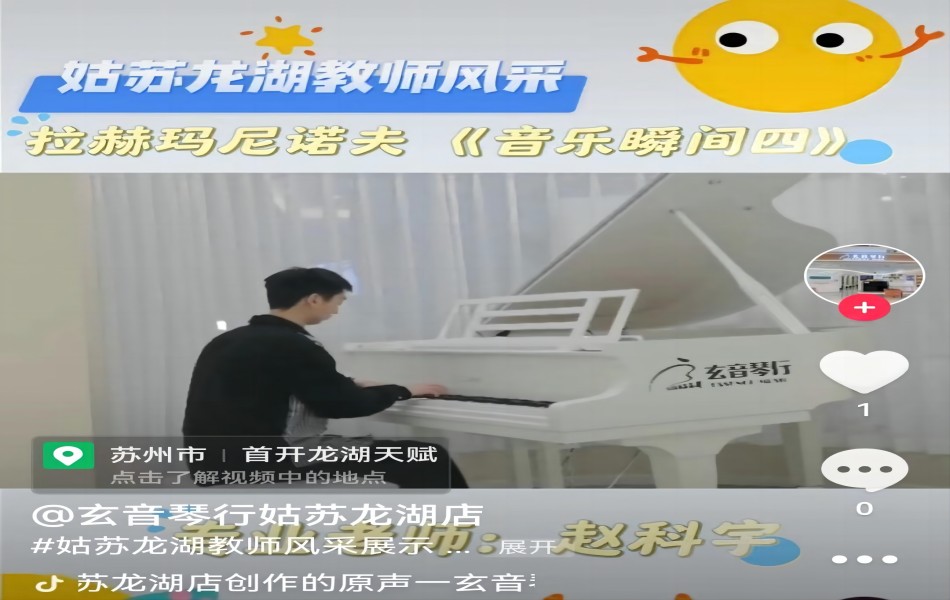 姑苏龙湖教师风采
拉赫玛尼诺夫《音乐瞬间四》
玄音琴行
苏州市 | 首开龙湖天赋
点击了解视频中的地点
1
@玄音琴行姑苏龙湖店
专业老师：赵科宇
#姑苏龙湖教师风采展示 ... 展开
0
苏龙湖店创作的原声一玄音